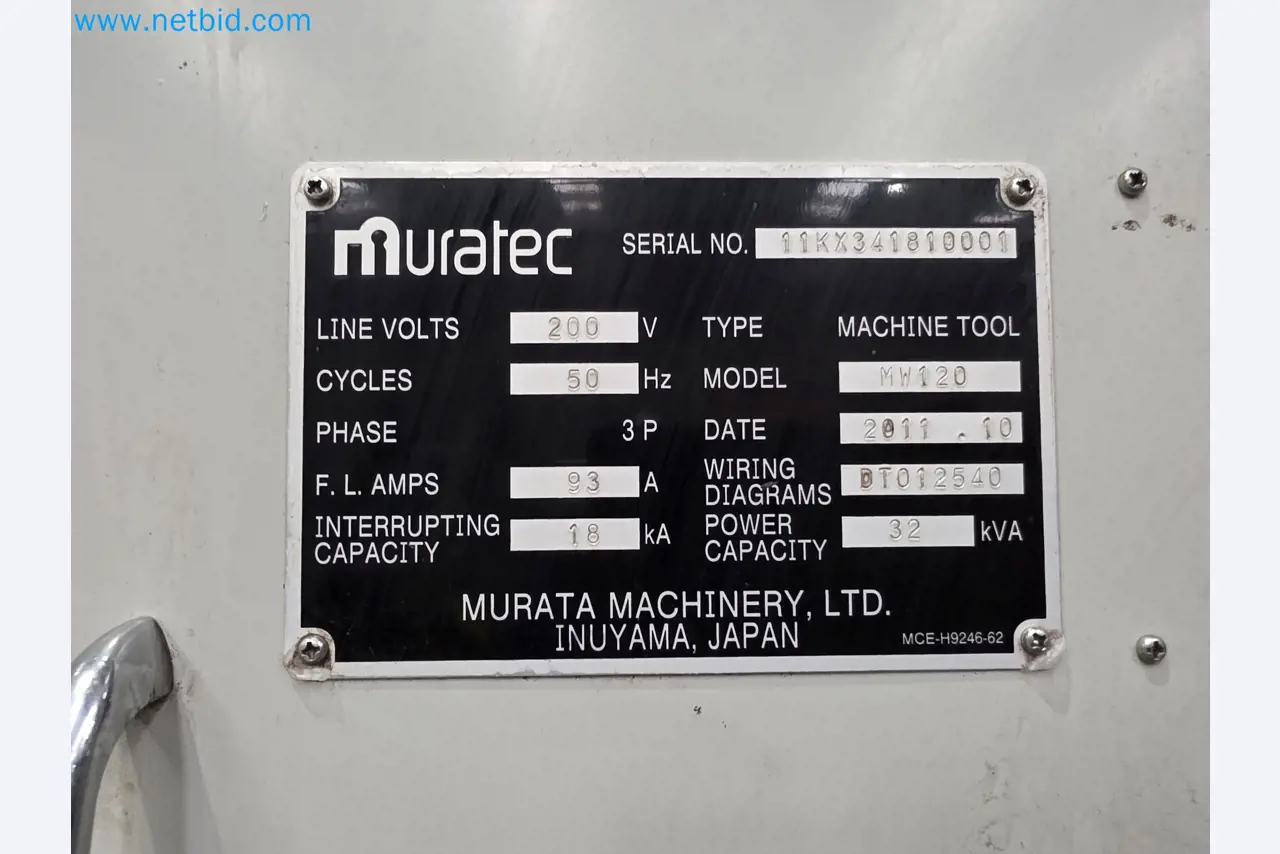 www.netbid.com
muratec
SERIAL NO. 11KX341810001
LINE VOLTS 200 V TYPE MACHINE TOOL
CYCLES 50 Hz MODEL MW120
PHASE 3 P DATE 2011 . 10
F. L. AMPS 93 A WIRING DIAGRAMS DT012540
INTERRUPTING CAPACITY 18 kA POWER CAPACITY 32 kVA
MURATA MACHINERY, LTD.
INUYAMA, JAPAN
MCE-H9246-62